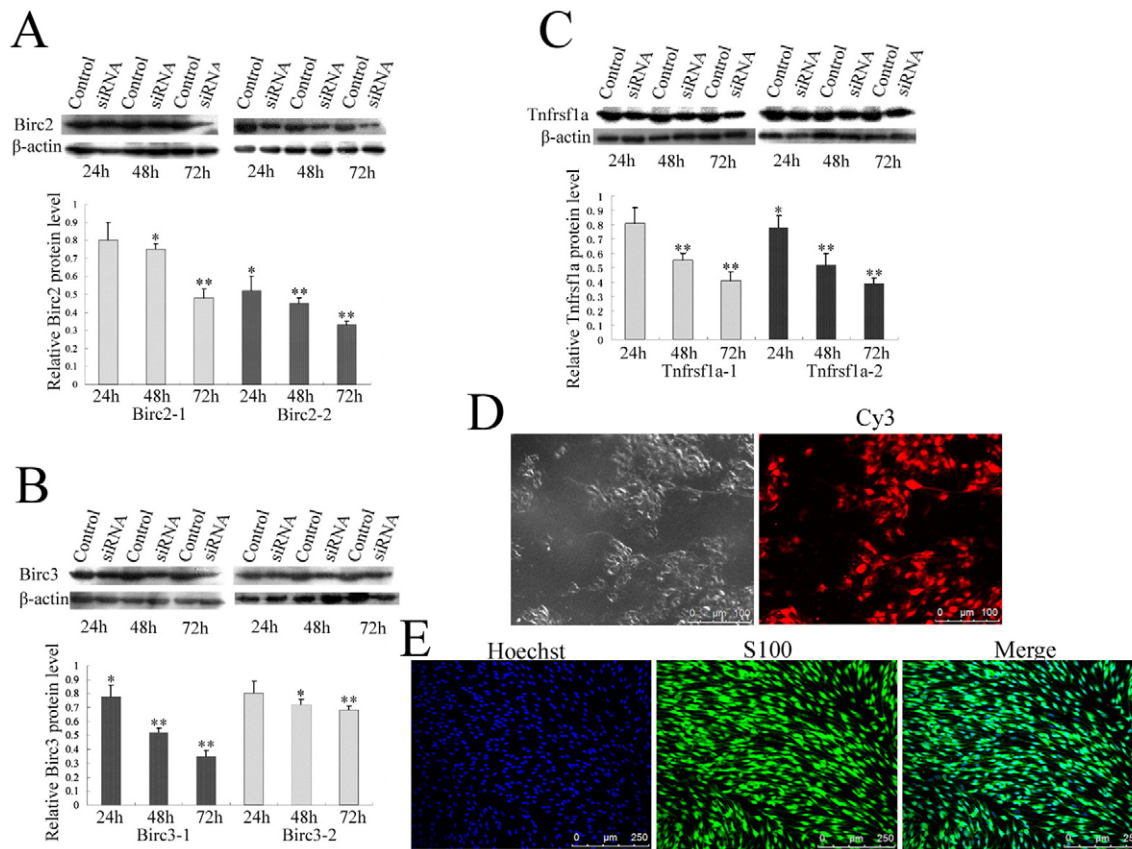 A
Control siRNA Control siRNA Control siRNA Control siRNA Control siRNA Control siRNA
Birc2
β-actin
24h 48h 72h 24h 48h 72h
Relative Birc2 protein level
1
0.9
0.8
0.7
0.6
0.5
0.4
0.3
0.2
0.1
0
* ** * ** **
24h 48h 72h 24h 48h 72h
Birc2-1 Birc2-2
B
Control siRNA Control siRNA Control siRNA Control siRNA Control siRNA Control siRNA
Birc3
β-actin
24h 48h 72h 24h 48h 72h
Relative Birc3 protein level
1
0.9
0.8
0.7
0.6
0.5
0.4
0.3
0.2
0.1
0
* ** ** * **
24h 48h 72h 24h 48h 72h
Birc3-1 Birc3-2
C
Control siRNA Control siRNA Control siRNA Control siRNA Control siRNA Control siRNA
Tnfrsf1a
β-actin
24h 48h 72h 24h 48h 72h
Relative Tnfrsf1a protein level
1
0.9
0.8
0.7
0.6
0.5
0.4
0.3
0.2
0.1
0
** ** * ** **
24h 48h 72h 24h 48h 72h
Tnfrsf1a-1 Tnfrsf1a-2
D
Cy3
0 µm 100
0 µm 100
E
Hoechst S100 Merge
0 µm 250
0 µm 250
0 µm 250